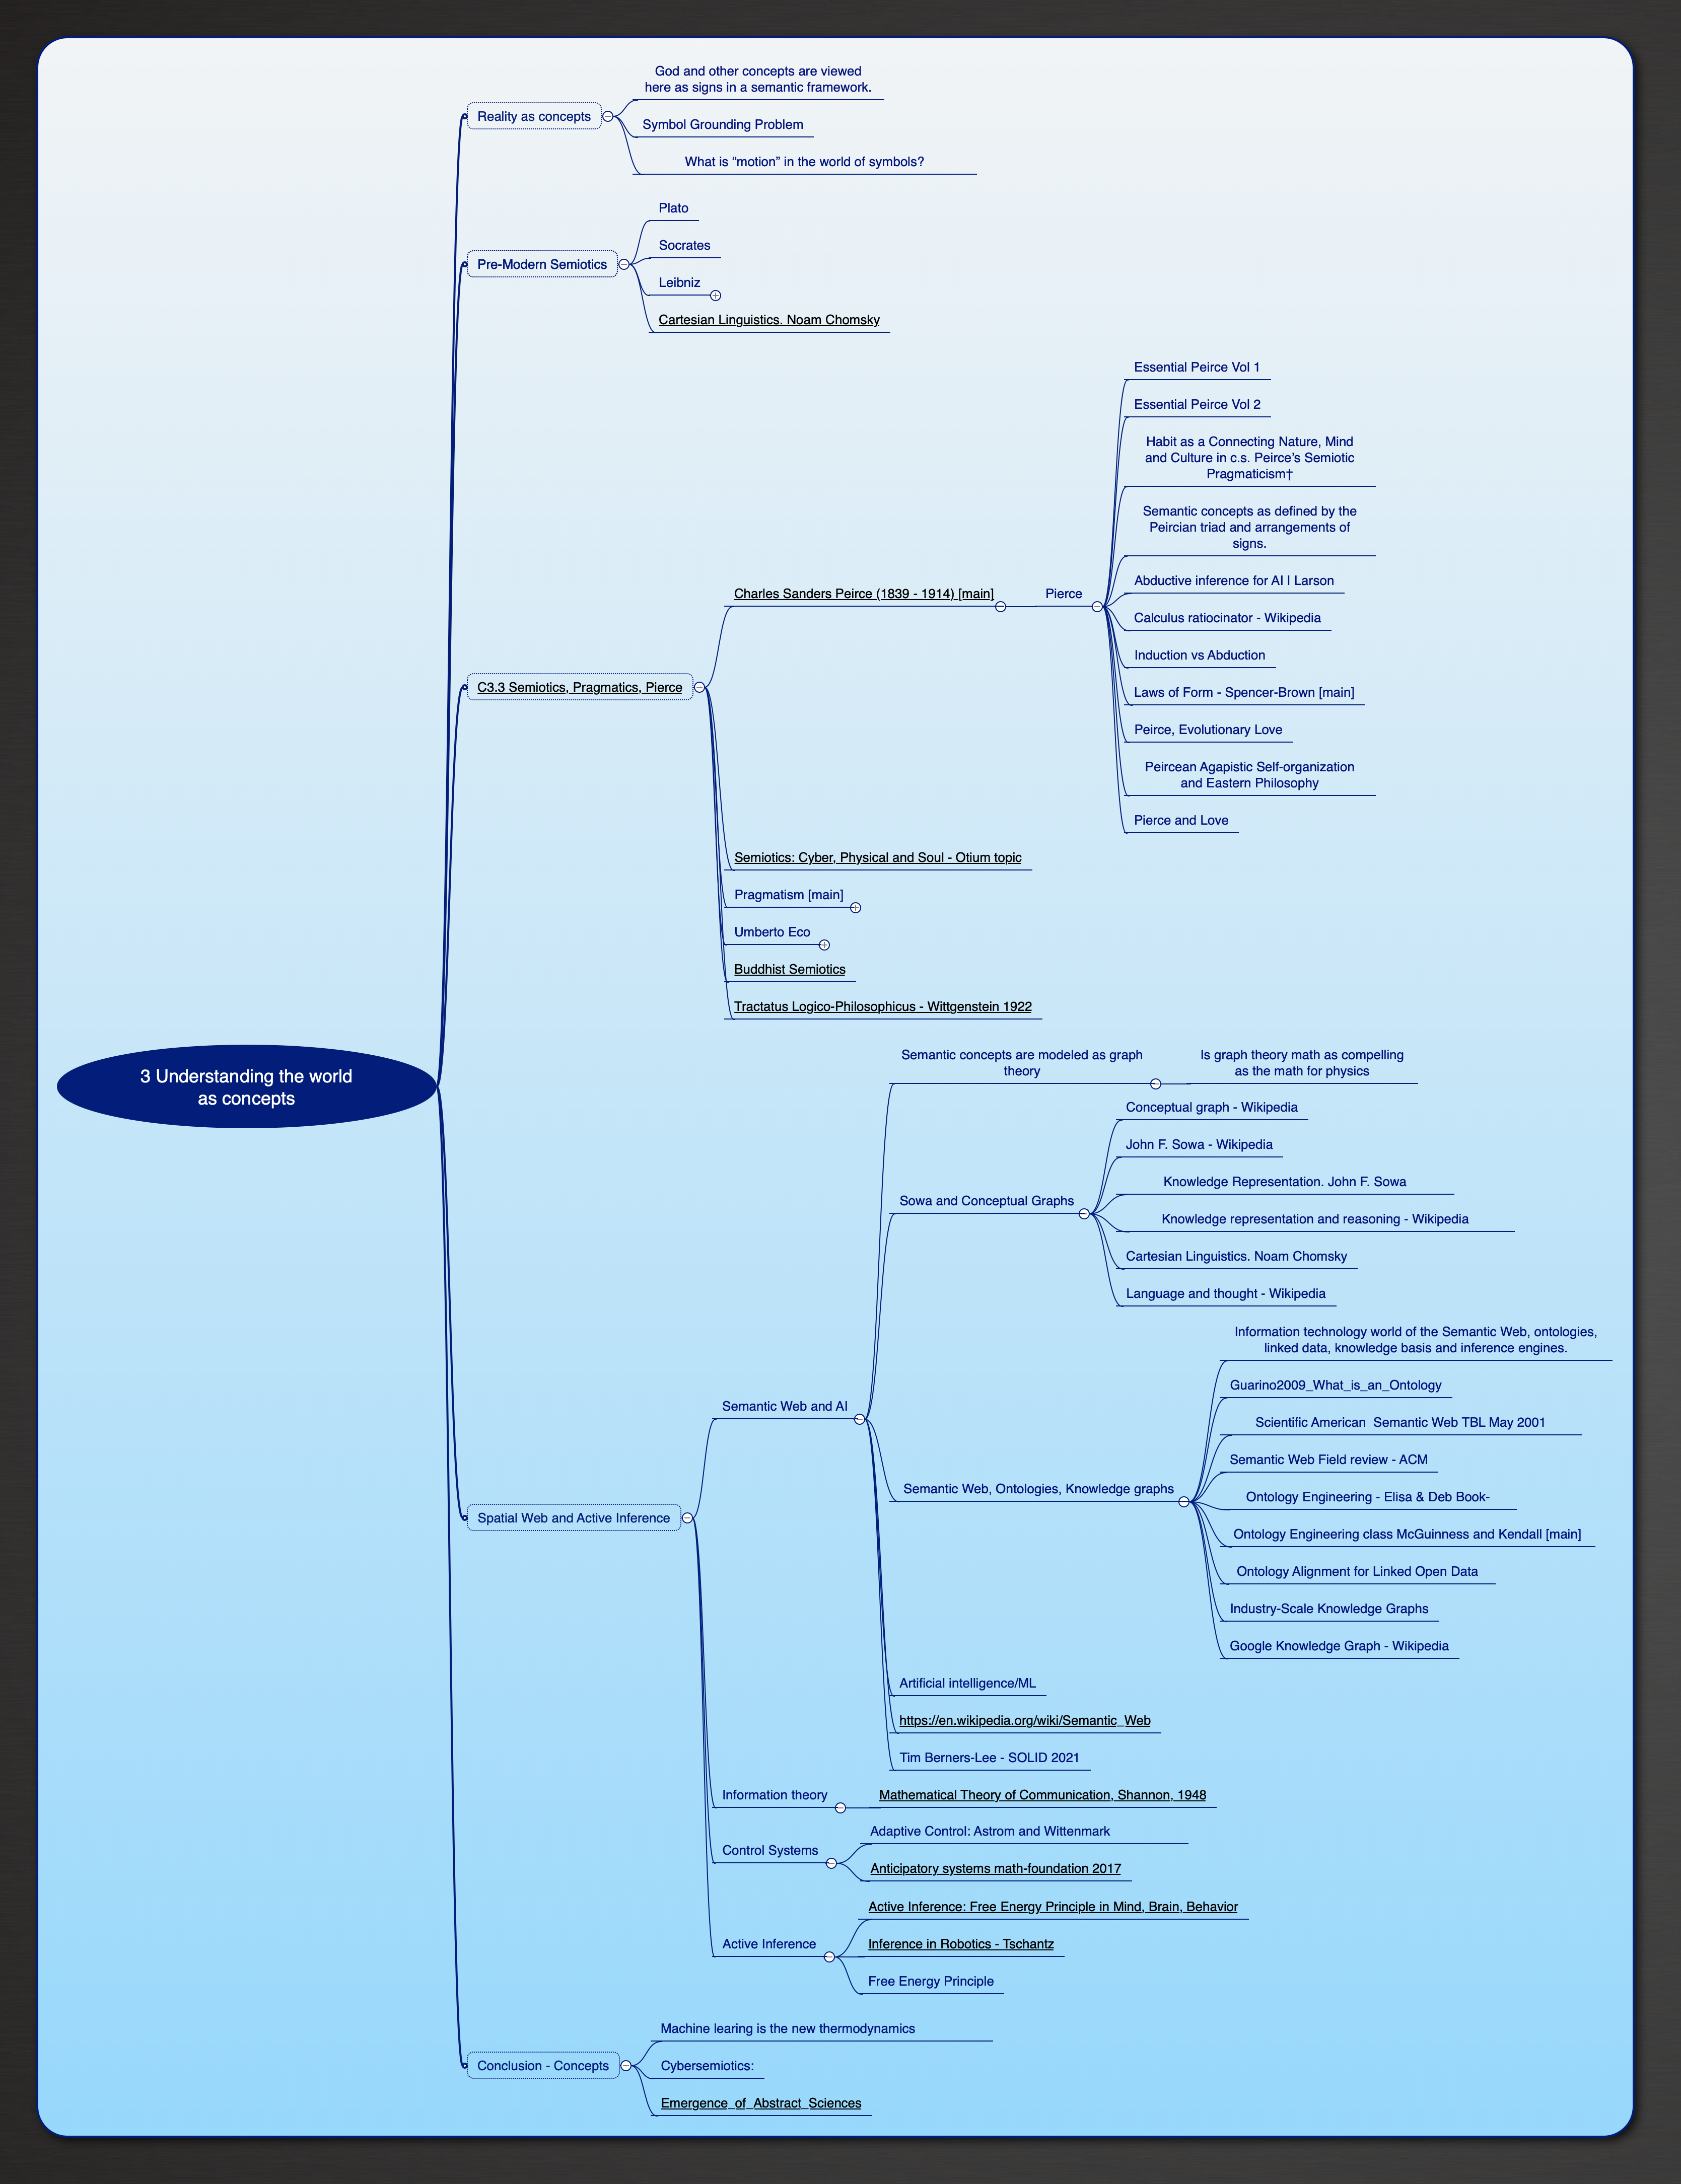 God and other concepts are viewed
here as signs in a semantic framework.
Reality as concepts
Symbol Grounding Problem
What is “motion” in the world of symbols?
Plato
Socrates
Pre-Modern Semiotics
Leibniz
Cartesian Linguistics. Noam Chomsky
Essential Peirce Vol 1
Essential Peirce Vol 2
Habit as a Connecting Nature, Mind
and Culture in c.s. Peirce’s Semiotic
Pragmaticism†
Semantic concepts as defined by the
Peircian triad and arrangements of
signs.
Abductive inference for AI | Larson
Charles Sanders Peirce (1839 - 1914) [main]
Pierce
Calculus ratiocinator - Wikipedia
Induction vs Abduction
C3.3 Semiotics, Pragmatics, Pierce
Laws of Form - Spencer-Brown [main]
Peirce, Evolutionary Love
Peircean Agapistic Self-organization
and Eastern Philosophy
Pierce and Love
Semiotics: Cyber, Physical and Soul - Otium topic
Pragmatism [main]
Umberto Eco
Buddhist Semiotics
Tractatus Logico-Philosophicus - Wittgenstein 1922
3 Understanding the world
as concepts
Semantic concepts are modeled as graph
theory
Is graph theory math as compelling
as the math for physics
Conceptual graph - Wikipedia
John F. Sowa - Wikipedia
Knowledge Representation. John F. Sowa
Sowa and Conceptual Graphs
Knowledge representation and reasoning - Wikipedia
Cartesian Linguistics. Noam Chomsky
Language and thought - Wikipedia
Information technology world of the Semantic Web, ontologies,
linked data, knowledge basis and inference engines.
Guarino2009_What_is_an_Ontology
Semantic Web and AI
Scientific American  Semantic Web TBL May 2001
Semantic Web Field review - ACM
Semantic Web, Ontologies, Knowledge graphs
Ontology Engineering - Elisa & Deb Book-
Spatial Web and Active Inference
Ontology Engineering class McGuinness and Kendall [main]
Ontology Alignment for Linked Open Data
Industry-Scale Knowledge Graphs
Google Knowledge Graph - Wikipedia
Artificial intelligence/ML
https://en.wikipedia.org/wiki/Semantic_Web
Tim Berners-Lee - SOLID 2021
Information theory
Mathematical Theory of Communication, Shannon, 1948
Control Systems
Adaptive Control: Astrom and Wittenmark
Anticipatory systems math-foundation 2017
Active Inference: Free Energy Principle in Mind, Brain, Behavior
Active Inference
Inference in Robotics - Tschantz
Free Energy Principle
Machine learing is the new thermodynamics
Conclusion - Concepts
Cybersemiotics:
Emergence_of_Abstract_Sciences